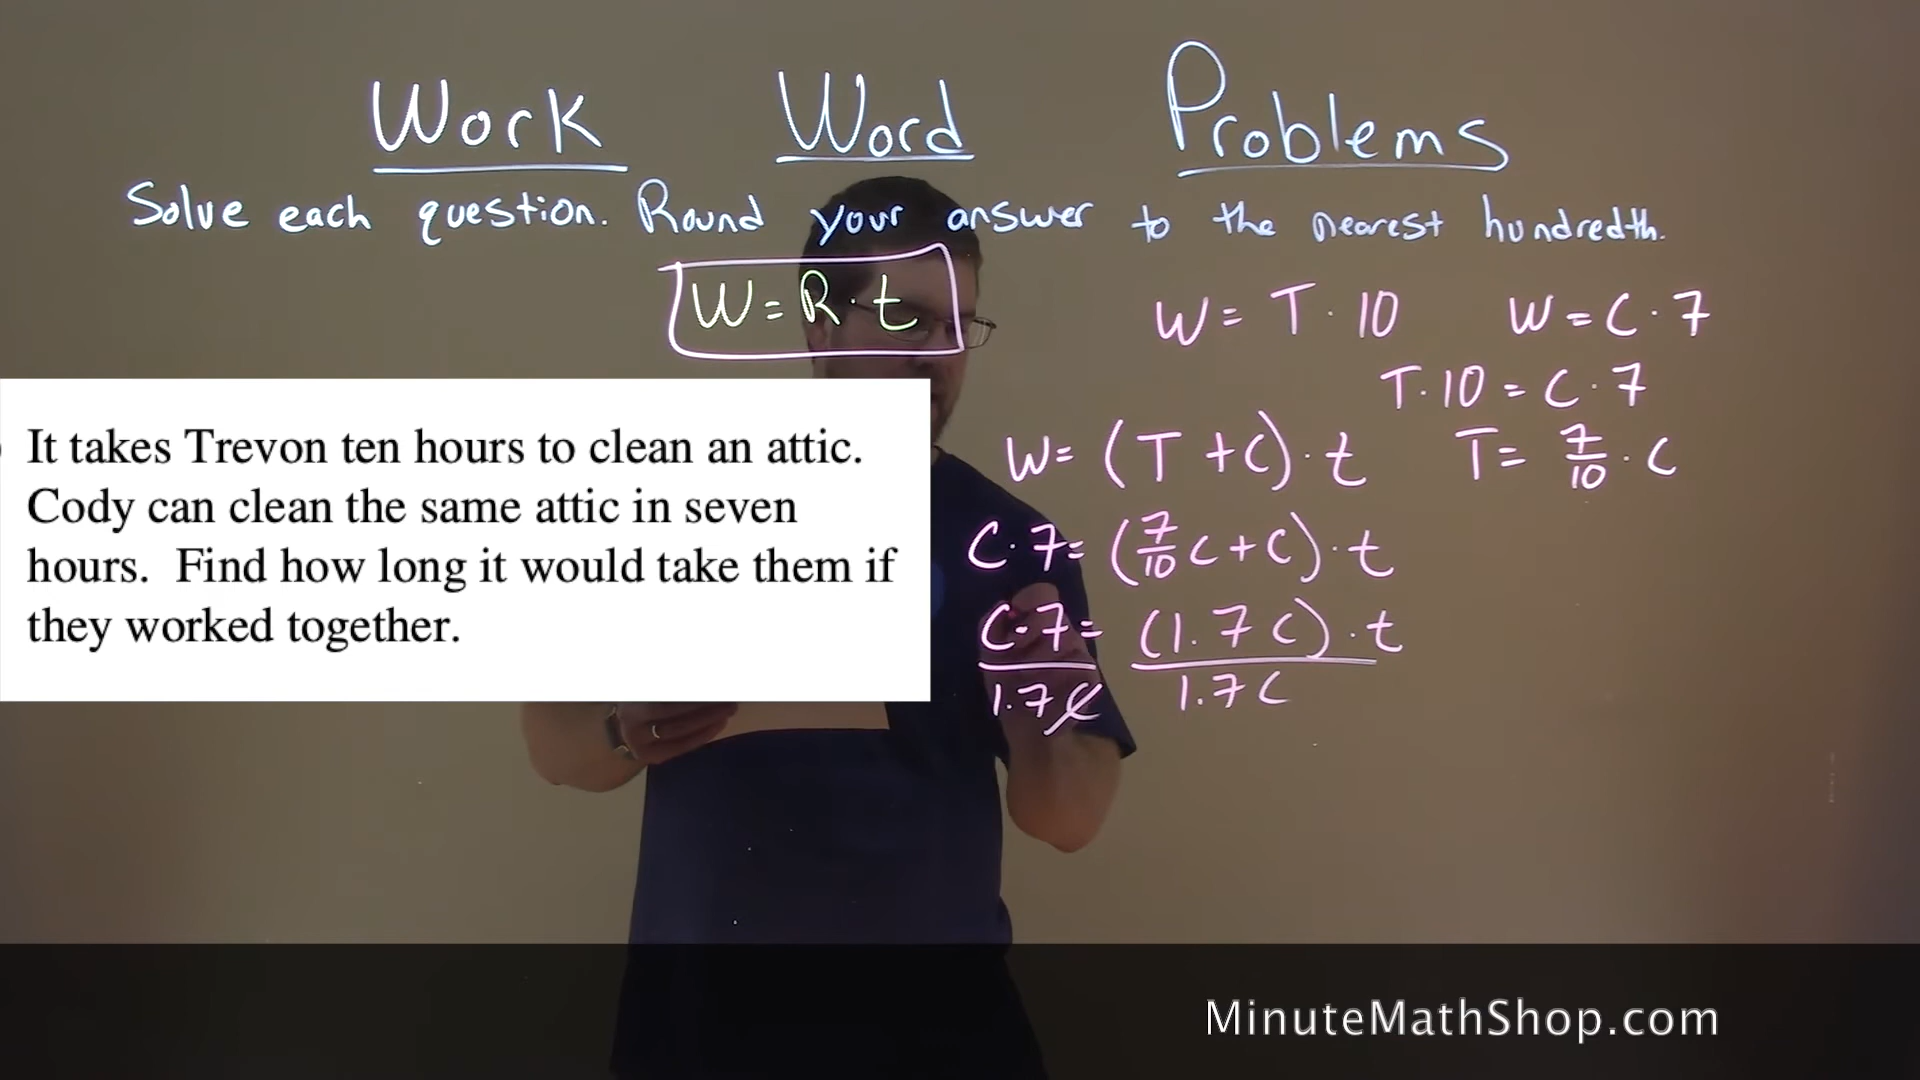 Work Word Problems
Solve each question. Round your answer to the nearest hundredth.
W = R · t
W = T · 10 W = C · 7
T · 10 = C · 7
W = (T + C) · t T = 7/10 · C
C · 7 = (7/10 C + C) · t
C · 7 = (1.7 C) · t
1.7 C 1.7 C
It takes Trevon ten hours to clean an attic.
Cody can clean the same attic in seven
hours. Find how long it would take them if
they worked together.
MinuteMathShop.com